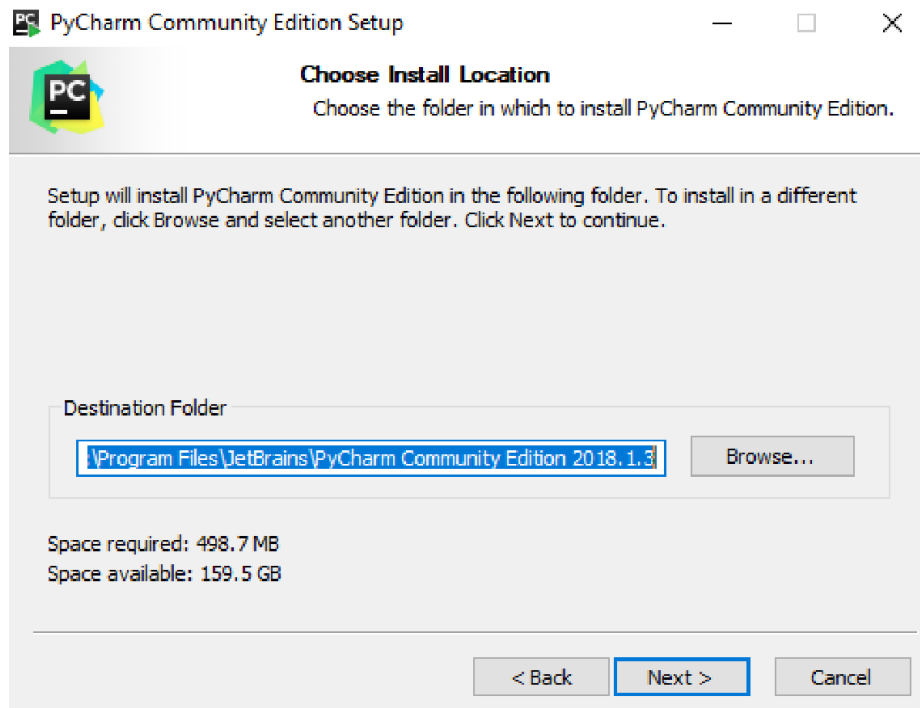 PyCharm Community Edition Setup
PC
Choose Install Location
Choose the folder in which to install PyCharm Community Edition.
Setup will install PyCharm Community Edition in the following folder. To install in a different
folder, click Browse and select another folder. Click Next to continue.
Destination Folder
:\Program Files\JetBrains\PyCharm Community Edition 2018.1.3
Browse...
Space required: 498.7 MB
Space available: 159.5 GB
< Back
Next >
Cancel